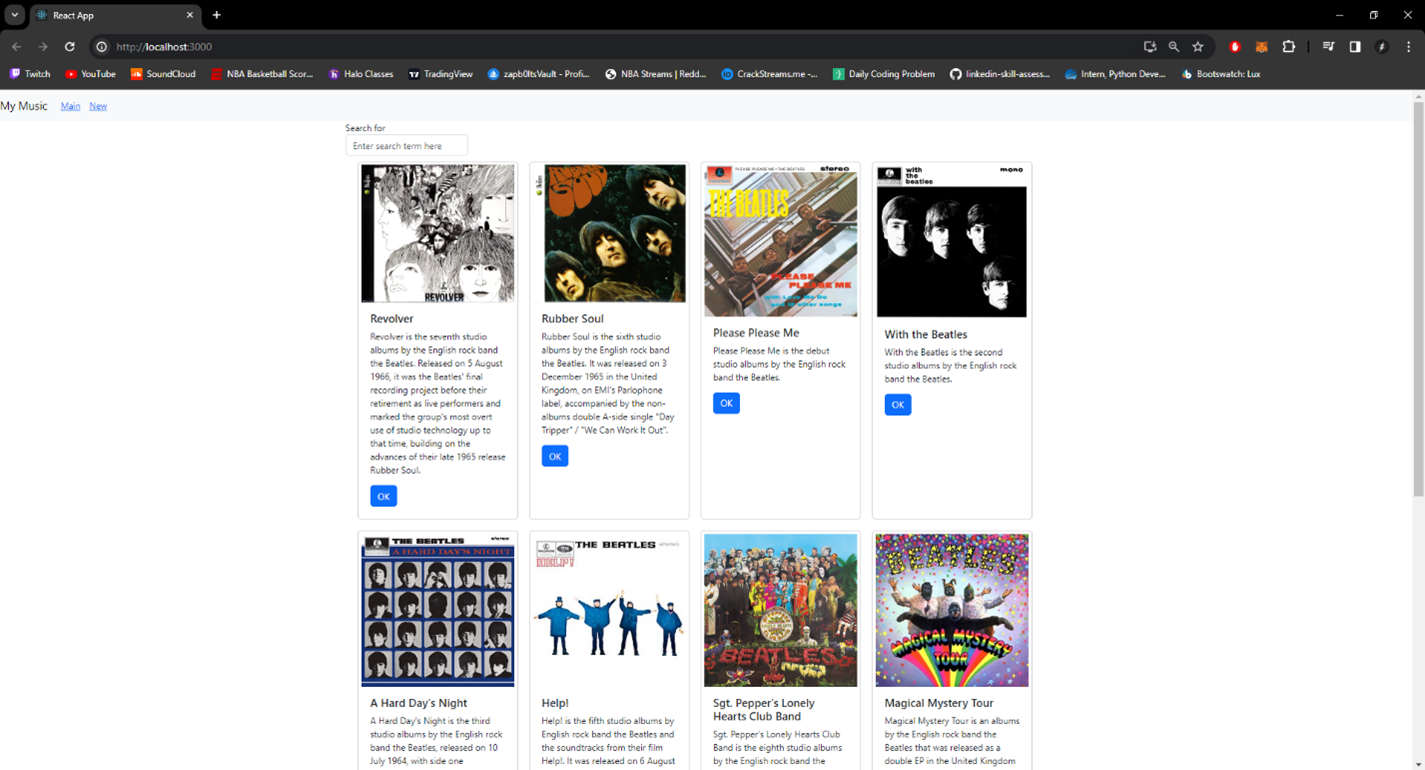 React App
http://localhost:3000
Twitch
YouTube
SoundCloud
NBA Basketball Scor...
Halo Classes
TradingView
zapb0ltsVault - Profi...
NBA Streams | Redd...
CrackStreams.me -...
Daily Coding Problem
linkedin-skill-assess...
Intern, Python Deve...
Bootswatch: Lux
My Music Main New
Search for
Enter search term here
REVOLVER
Revolver
Revolver is the seventh studio
albums by the English rock band
the Beatles. Released on 5 August
1966, it was the Beatles' final
recording project before their
retirement as live performers and
marked the group's most overt
use of studio technology up to
that time, building on the
advances of their late 1965 release
Rubber Soul.
OK
Rubber Soul
Rubber Soul is the sixth studio
albums by the English rock band
the Beatles. It was released on 3
December 1965 in the United
Kingdom, on EMI's Parlophone
label, accompanied by the non-
albums double A-side single "Day
Tripper" / "We Can Work It Out".
OK
PLEASE PLEASE ME · THE BEATLES stereo
THE BEATLES
PLEASE
PLEASE ME
with Love Me Do
and 12 other songs
Please Please Me
Please Please Me is the debut
studio albums by the English rock
band the Beatles.
OK
with
the
beatles
mono
With the Beatles
With the Beatles is the second
studio albums by the English rock
band the Beatles.
OK
THE BEATLES stereo
A HARD DAY'S NIGHT
A Hard Day's Night
A Hard Day's Night is the third
studio albums by the English rock
band the Beatles, released on 10
July 1964, with side one
THE BEATLES
HELP!
Help!
Help! is the fifth studio albums by
English rock band the Beatles and
the soundtracks from their film
Help!. It was released on 6 August
BEATLES
Sgt. Pepper's Lonely
Hearts Club Band
Sgt. Pepper's Lonely Hearts Club
Band is the eighth studio albums
by the English rock band the
BEATLES
MAGICAL MYSTERY
TOUR
Magical Mystery Tour
Magical Mystery Tour is an albums
by the English rock band the
Beatles that was released as a
double EP in the United Kingdom